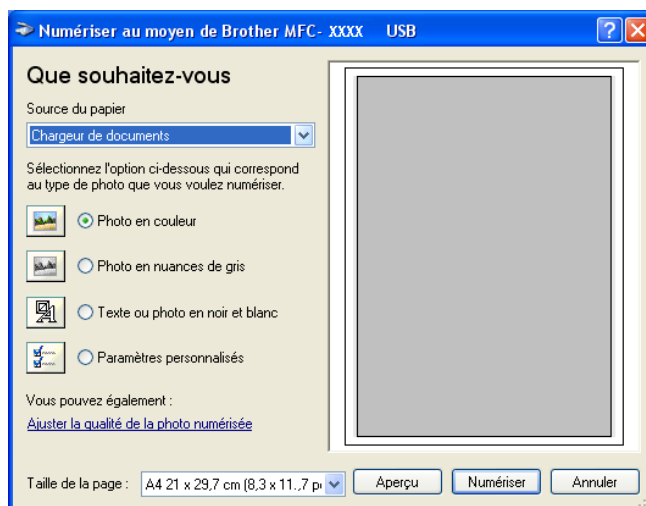 Numériser au moyen de Brother MFC- XXXX USB
Que souhaitez-vous
Source du papier
Chargeur de documents
Sélectionnez l'option ci-dessous qui correspond
au type de photo que vous voulez numériser.
Photo en couleur
Photo en nuances de gris
Texte ou photo en noir et blanc
Paramètres personnalisés
Vous pouvez également :
Ajuster la qualité de la photo numérisée
Taille de la page : A4 21 x 29,7 cm (8,3 x 11.,7 p
Aperçu Numériser Annuler